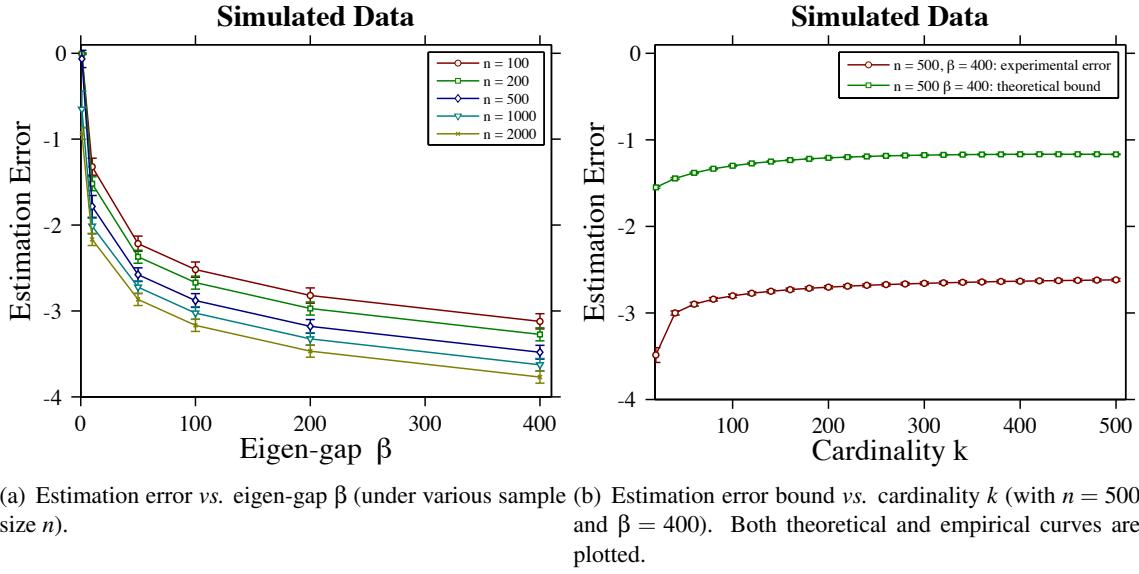 Simulated Data
0
-1
-2
-3
-4
0
100
200
300
400
Estimation Error
Eigen-gap β
n = 100
n = 200
n = 500
n = 1000
n = 2000
Simulated Data
0
-1
-2
-3
-4
100
200
300
400
500
Estimation Error
Cardinality k
n = 500, β = 400: experimental error
n = 500 β = 400: theoretical bound
(a) Estimation error vs. eigen-gap β (under various sample
size n).
(b) Estimation error bound vs. cardinality k (with n = 500
and β = 400). Both theoretical and empirical curves are
plotted.